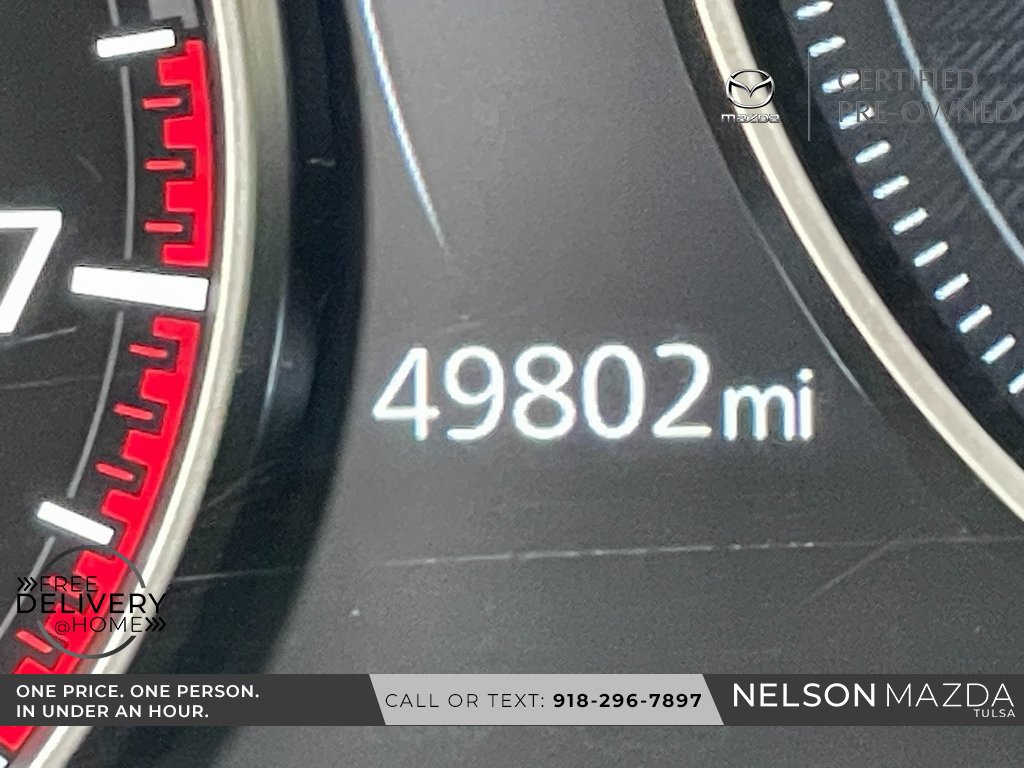 mazda
CERTIFIED
PRE-OWNED
7
49802mi
FREE
DELIVERY
@HOME
ONE PRICE. ONE PERSON.
IN UNDER AN HOUR.
CALL OR TEXT: 918-296-7897
NELSON MAZDA
TULSA